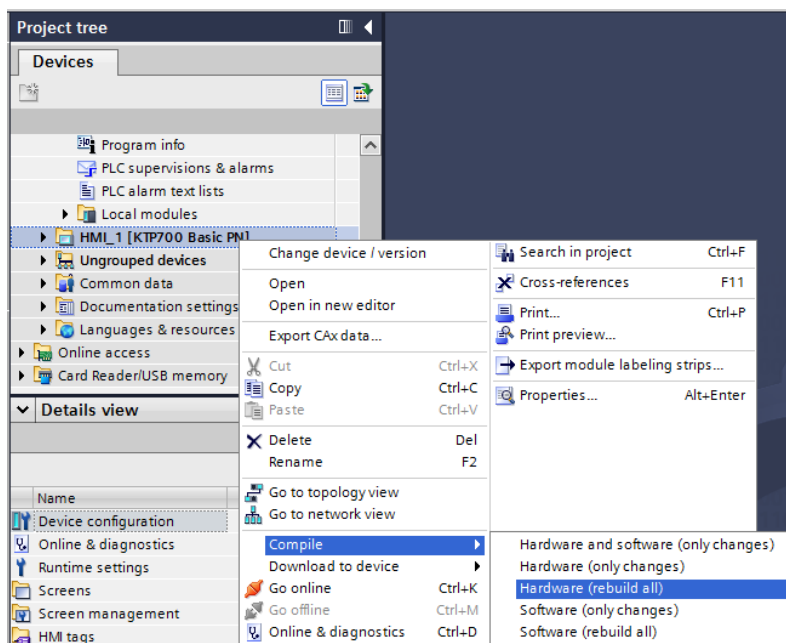 Project tree
Devices
Program info
PLC supervisions & alarms
PLC alarm text lists
Local modules
HMI_1 [KTP700 Basic PN]
Ungrouped devices
Common data
Documentation settings
Languages & resources
Online access
Card Reader/USB memory
Details view
Name
Device configuration
Online & diagnostics
Runtime settings
Screens
Screen management
HMI tags
Change device / version
Open
Open in new editor
Export CAx data...
Cut Ctrl+X
Copy Ctrl+C
Paste Ctrl+V
Delete Del
Rename F2
Go to topology view
Go to network view
Compile
Download to device
Go online Ctrl+K
Go offline Ctrl+M
Online & diagnostics Ctrl+D
Search in project Ctrl+F
Cross-references F11
Print... Ctrl+P
Print preview...
Export module labeling strips...
Properties... Alt+Enter
Hardware and software (only changes)
Hardware (only changes)
Hardware (rebuild all)
Software (only changes)
Software (rebuild all)